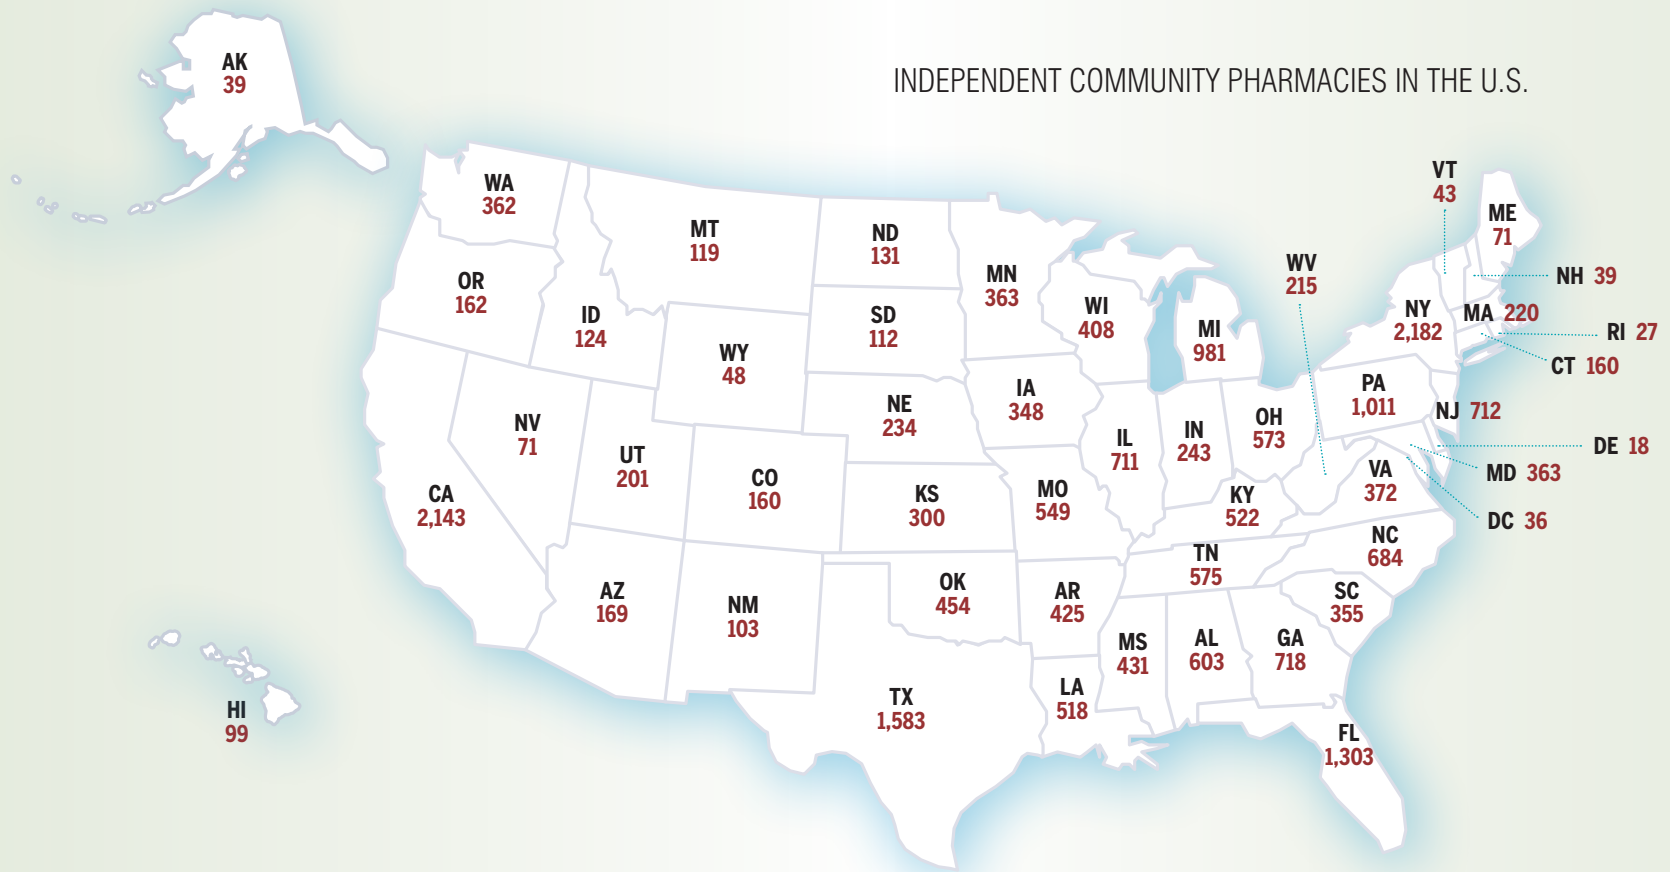 INDEPENDENT COMMUNITY PHARMACIES IN THE U.S.
AK
39
WA
362
MT
119
ND
131
MN
363
VT
43
ME
71
NH 39
OR
162
ID
124
WY
48
SD
112
WI
408
MI
981
WV
215
NY
2,182
MA 220
RI 27
CT 160
NV
71
UT
201
CO
160
NE
234
IA
348
IL
711
IN
243
OH
573
PA
1,011
NJ 712
DE 18
MD 363
DC 36
CA
2,143
KS
300
MO
549
KY
522
VA
372
NC
684
TN
575
SC
355
AZ
169
NM
103
OK
454
AR
425
MS
431
AL
603
GA
718
HI
99
TX
1,583
LA
518
FL
1,303